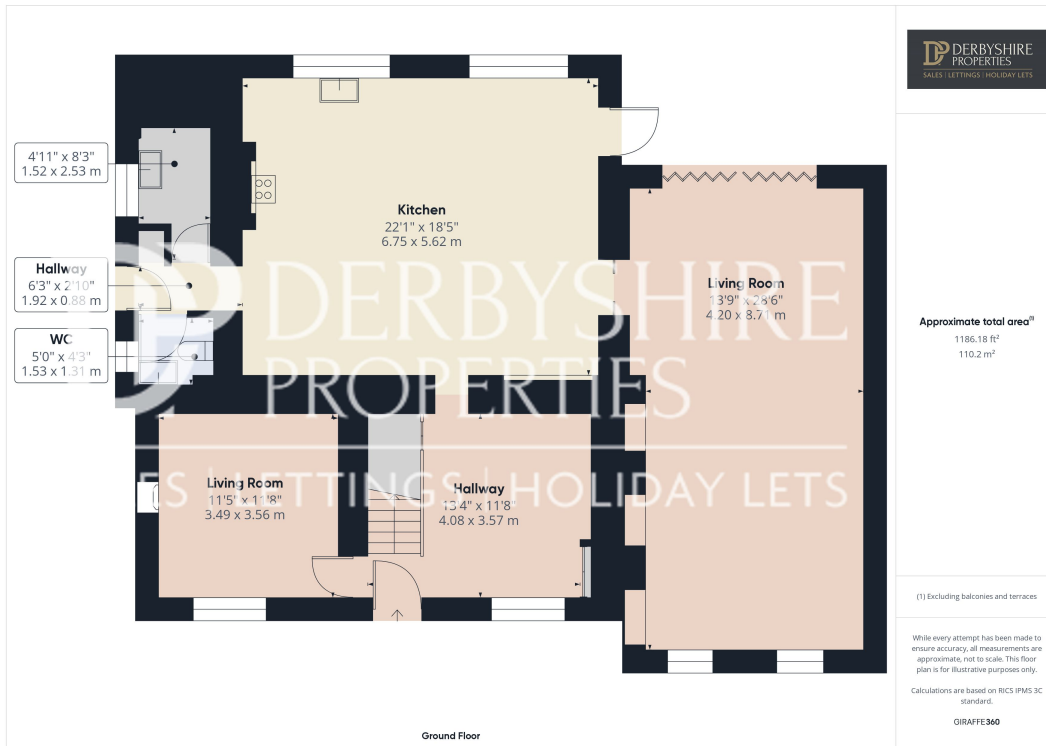 DERBYSHIRE
PROPERTIES
SALES | LETTINGS | HOLIDAY LETS
4'11" x 8'3"
1.52 x 2.53 m
Kitchen
22'1" x 18'5"
6.75 x 5.62 m
Hallway
6'3" x 2'10"
1.92 x 0.88 m
Living Room
13'9" x 28'6"
4.20 x 8.71 m
WC
5'0" x 4'3"
1.53 x 1.31 m
DERBYSHIRE
PROPERTIES
ES | LETTINGS | HOLIDAY LETS
Living Room
11'5" x 11'8"
3.49 x 3.56 m
Hallway
13'4" x 11'8"
4.08 x 3.57 m
Ground Floor
Approximate total area(1)
1186.18 ft²
110.2 m²
(1) Excluding balconies and terraces
While every attempt has been made to
ensure accuracy, all measurements are
approximate, not to scale. This floor
plan is for illustrative purposes only.
Calculations are based on RICS IPMS 3C
standard.
GIRAFFE360